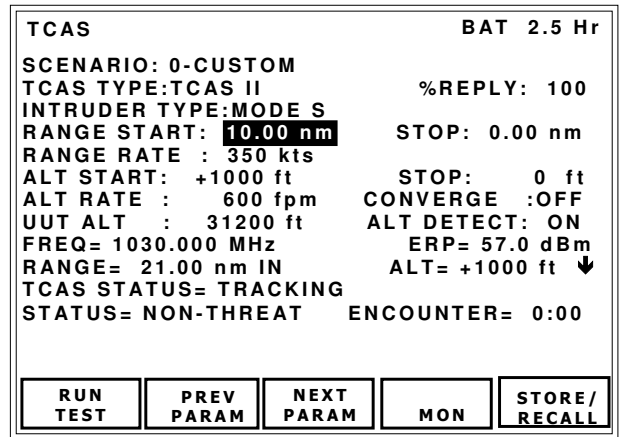 TCAS BAT 2.5 Hr
SCENARIO: 0-CUSTOM
TCAS TYPE:TCAS II %REPLY: 100
INTRUDER TYPE:MODE S
RANGE START: 10.00 nm STOP: 0.00 nm
RANGE RATE : 350 kts
ALT START: +1000 ft STOP: 0 ft
ALT RATE : 600 fpm CONVERGE :OFF
UUT ALT : 31200 ft ALT DETECT: ON
FREQ= 1030.000 MHz ERP= 57.0 dBm
RANGE= 21.00 nm IN ALT= +1000 ft
TCAS STATUS= TRACKING
STATUS= NON-THREAT ENCOUNTER= 0:00
RUN TEST
PREV PARAM
NEXT PARAM
MON
STORE/ RECALL